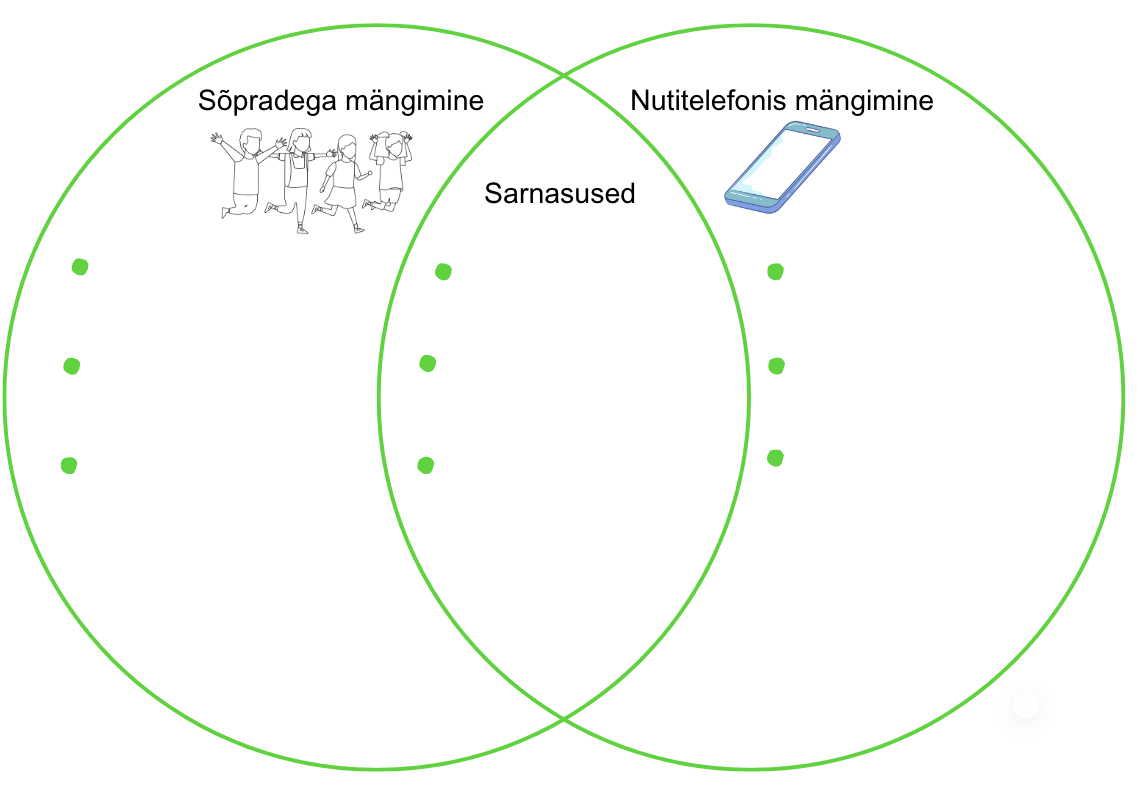 Sõpradega mängimine
Nutitelefonis mängimine
Sarnasused